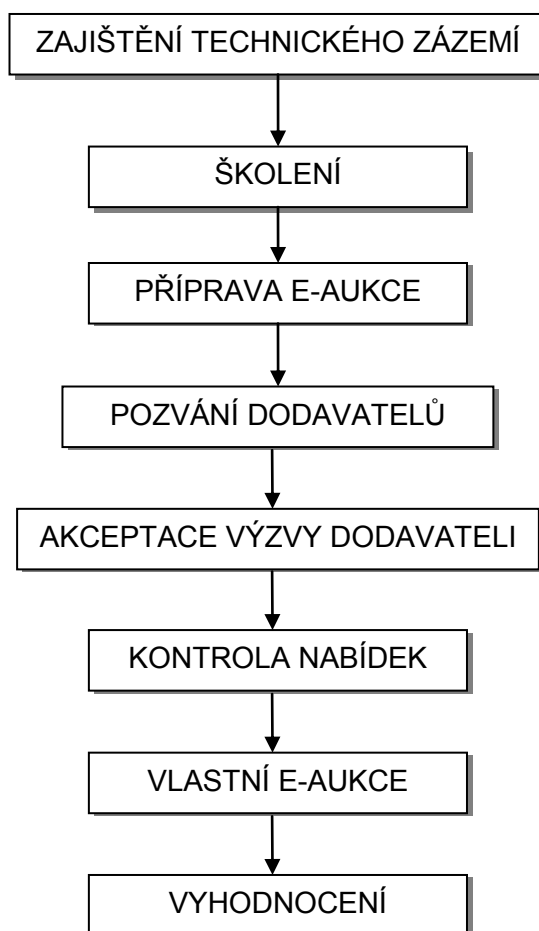 ZAJIŠTĚNÍ TECHNICKÉHO ZÁZEMÍ
ŠKOLENÍ
PŘÍPRAVA E-AUKCE
POZVÁNÍ DODAVATELŮ
AKCEPTACE VÝZVY DODAVATELI
KONTROLA NABÍDEK
VLASTNÍ E-AUKCE
VYHODNOCENÍ